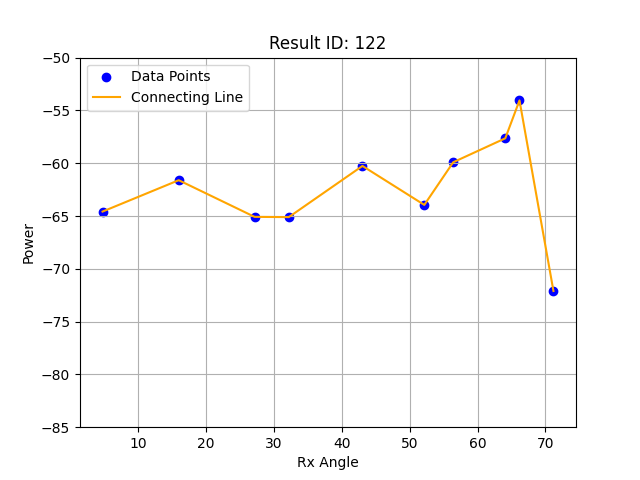 Result ID: 122
Data Points
Connecting Line
−50
−55
−60
−65
−70
−75
−80
−85
Power
10 20 30 40 50 60 70
Rx Angle